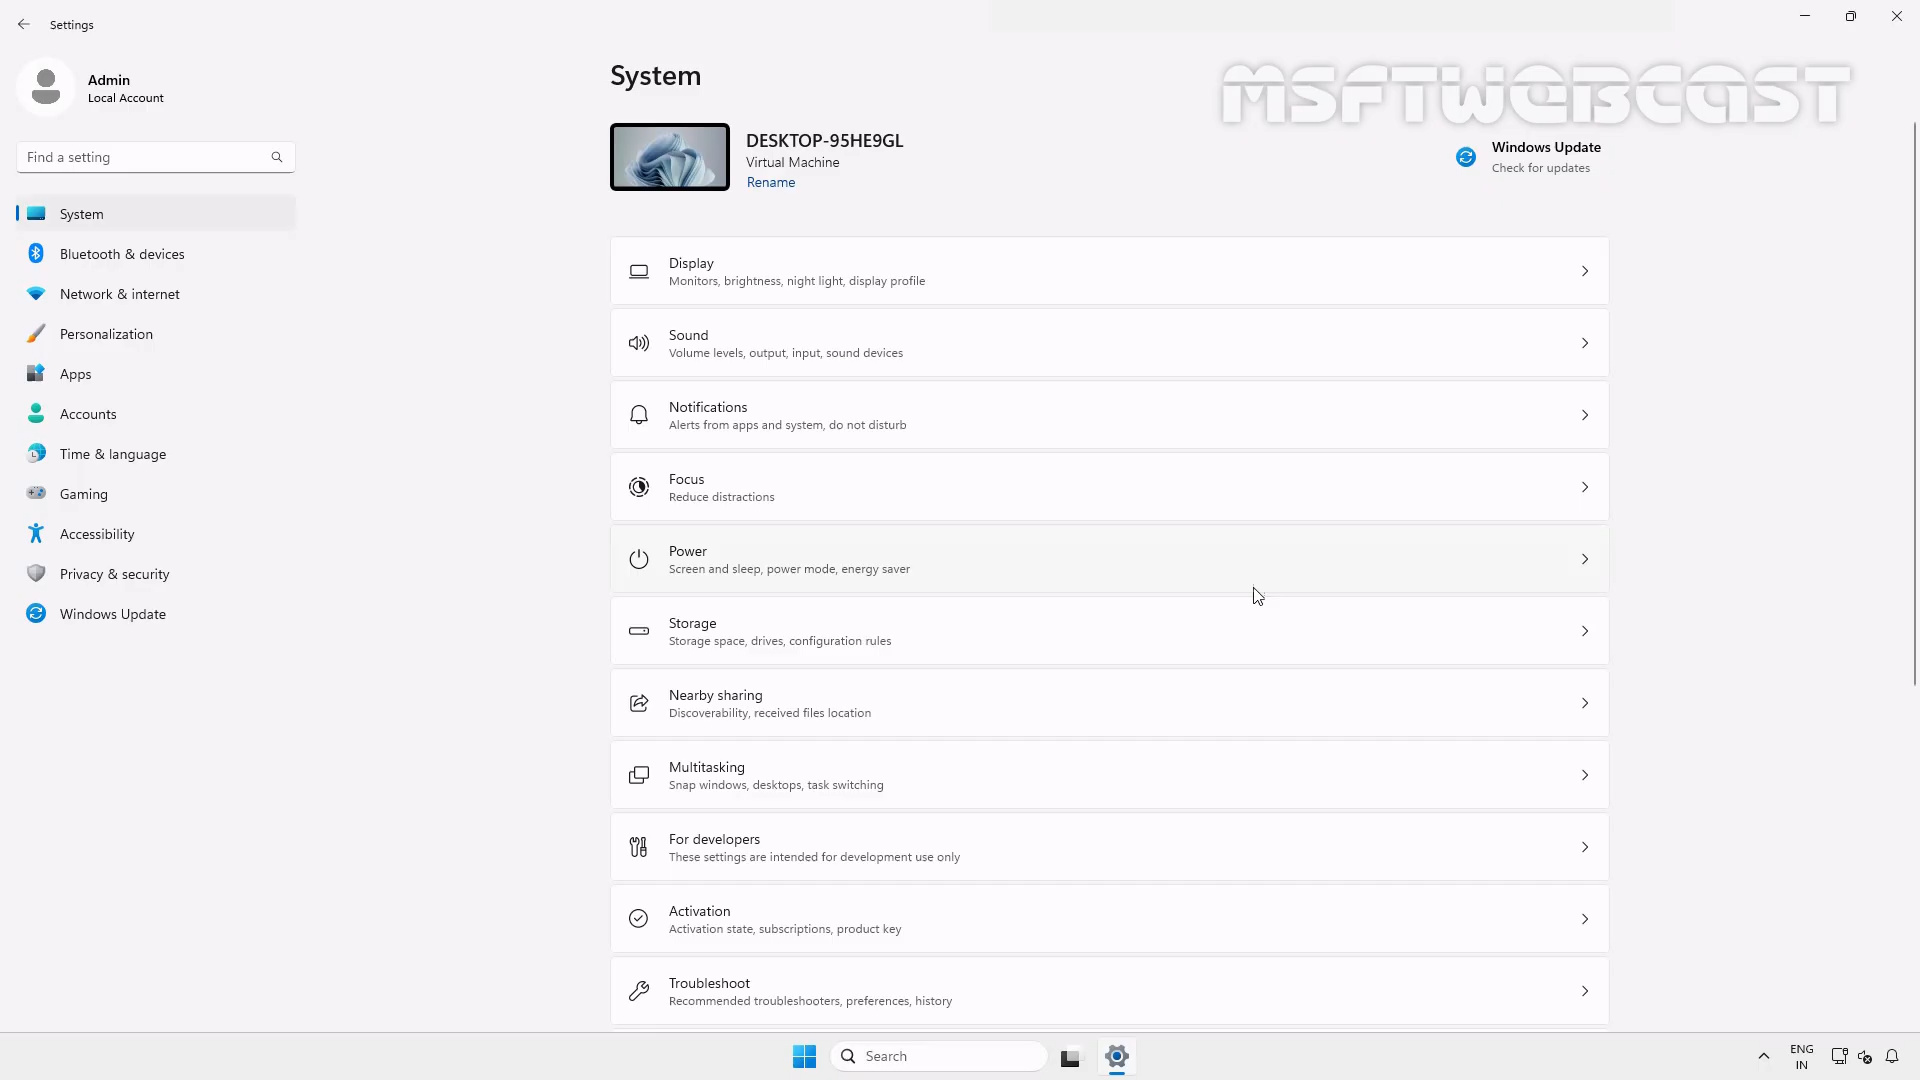 Settings
Admin
Local Account
Find a setting
System
Bluetooth & devices
Network & internet
Personalization
Apps
Accounts
Time & language
Gaming
Accessibility
Privacy & security
Windows Update
System
MSFTWEBCAST
DESKTOP-95HE9GL
Virtual Machine
Rename
Windows Update
Check for updates
Display
Monitors, brightness, night light, display profile
Sound
Volume levels, output, input, sound devices
Notifications
Alerts from apps and system, do not disturb
Focus
Reduce distractions
Power
Screen and sleep, power mode, energy saver
Storage
Storage space, drives, configuration rules
Nearby sharing
Discoverability, received files location
Multitasking
Snap windows, desktops, task switching
For developers
These settings are intended for development use only
Activation
Activation state, subscriptions, product key
Troubleshoot
Recommended troubleshooters, preferences, history
Search
ENG
IN